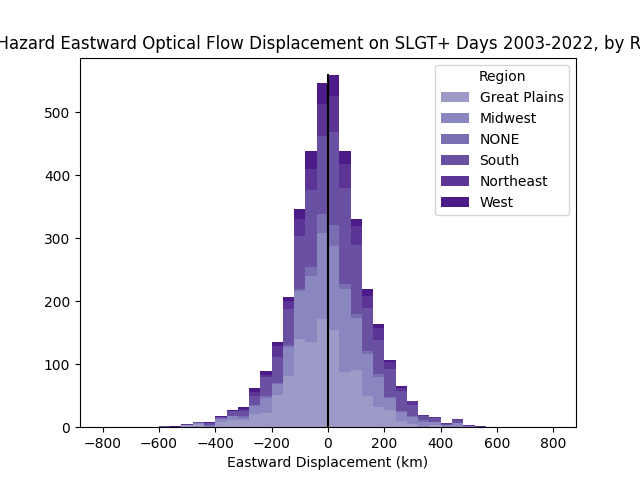 Hazard Eastward Optical Flow Displacement on SLGT+ Days 2003-2022, by R
Region
Great Plains
Midwest
NONE
South
Northeast
West
500
400
300
200
100
0
−800
−600
−400
−200
0
200
400
600
800
Eastward Displacement (km)